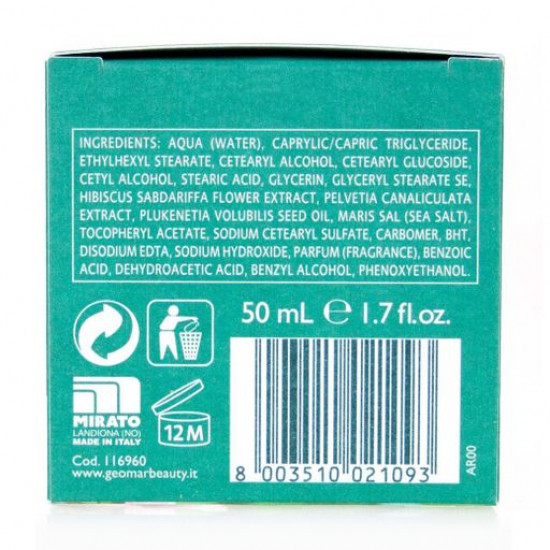 INGREDIENTS: AQUA (WATER), CAPRYLIC/CAPRIC TRIGLYCERIDE,
ETHYLHEXYL STEARATE, CETEARYL ALCOHOL, CETEARYL GLUCOSIDE,
CETYL ALCOHOL, STEARIC ACID, GLYCERIN, GLYCERYL STEARATE SE,
HIBISCUS SABDARIFFA FLOWER EXTRACT, PELVETIA CANALICULATA
EXTRACT, PLUKENETIA VOLUBILIS SEED OIL, MARIS SAL (SEA SALT).
TOCOPHERYL ACETATE, SODIUM CETEARYL SULFATE, CARBOMER, BHT,
DISODIUM EDTA, SODIUM HYDROXIDE, PARFUM (FRAGRANCE), BENZOIC
ACID, DEHYDROACETIC ACID, BENZYL ALCOHOL, PHENOXYETHANOL.
50 mL ℮ 1.7 fl.oz.
MIRATO
LANDIONA (NO)
MADE IN ITALY
12M
Cod. 116960
www.geomarbeauty.it
8 003510 021093
AR00